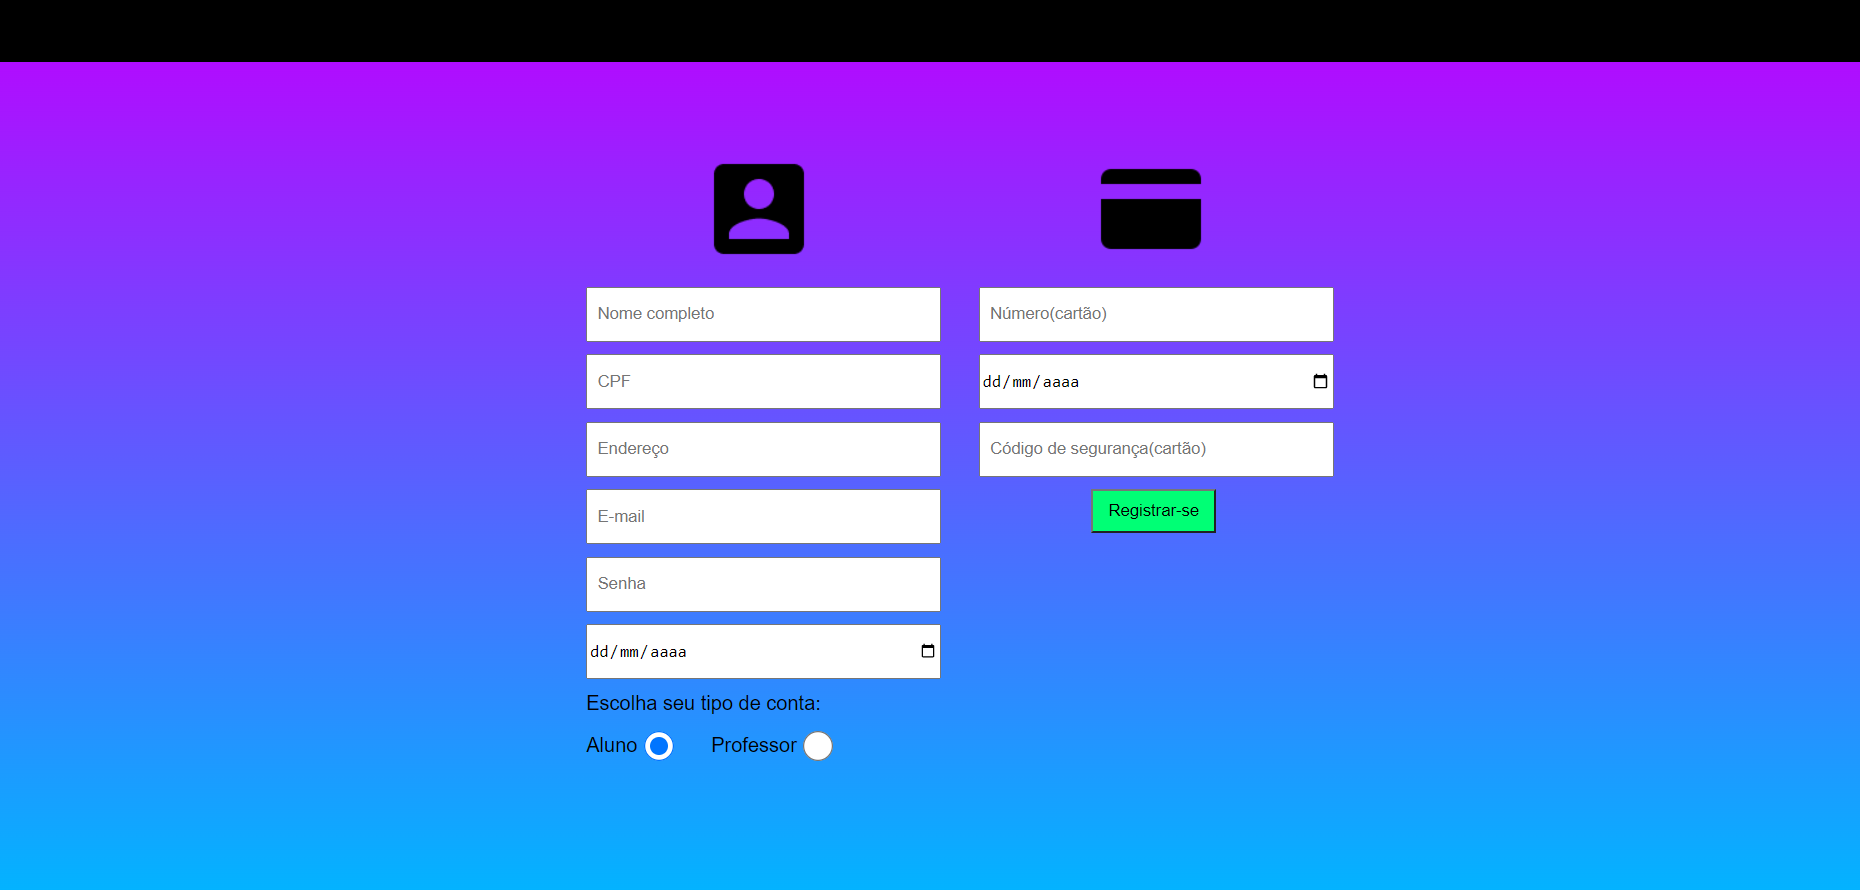 Nome completo
CPF
Endereço
E-mail
Senha
dd/mm/aaaa
Escolha seu tipo de conta:
Aluno Professor
Número(cartão)
dd/mm/aaaa
Código de segurança(cartão)
Registrar-se